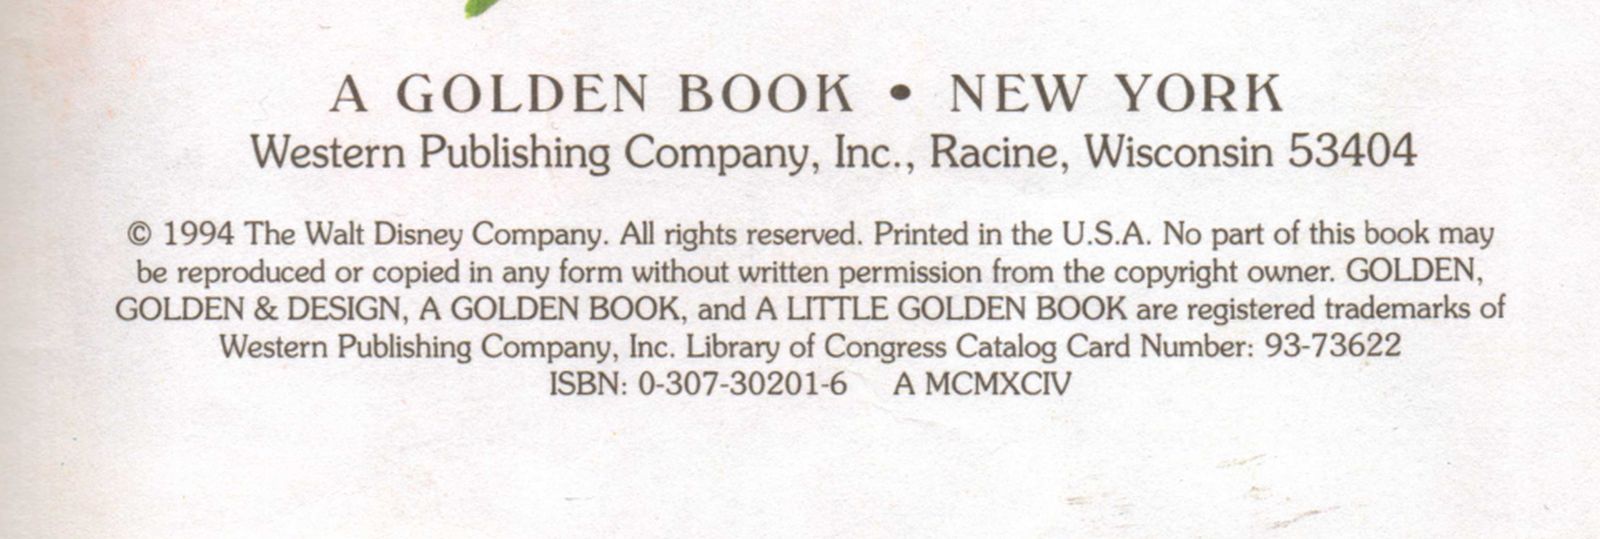 A GOLDEN BOOK • NEW YORK
Western Publishing Company, Inc., Racine, Wisconsin 53404
© 1994 The Walt Disney Company. All rights reserved. Printed in the U.S.A. No part of this book may
be reproduced or copied in any form without written permission from the copyright owner. GOLDEN,
GOLDEN & DESIGN, A GOLDEN BOOK, and A LITTLE GOLDEN BOOK are registered trademarks of
Western Publishing Company, Inc. Library of Congress Catalog Card Number: 93-73622
ISBN: 0-307-30201-6 A MCMXCIV